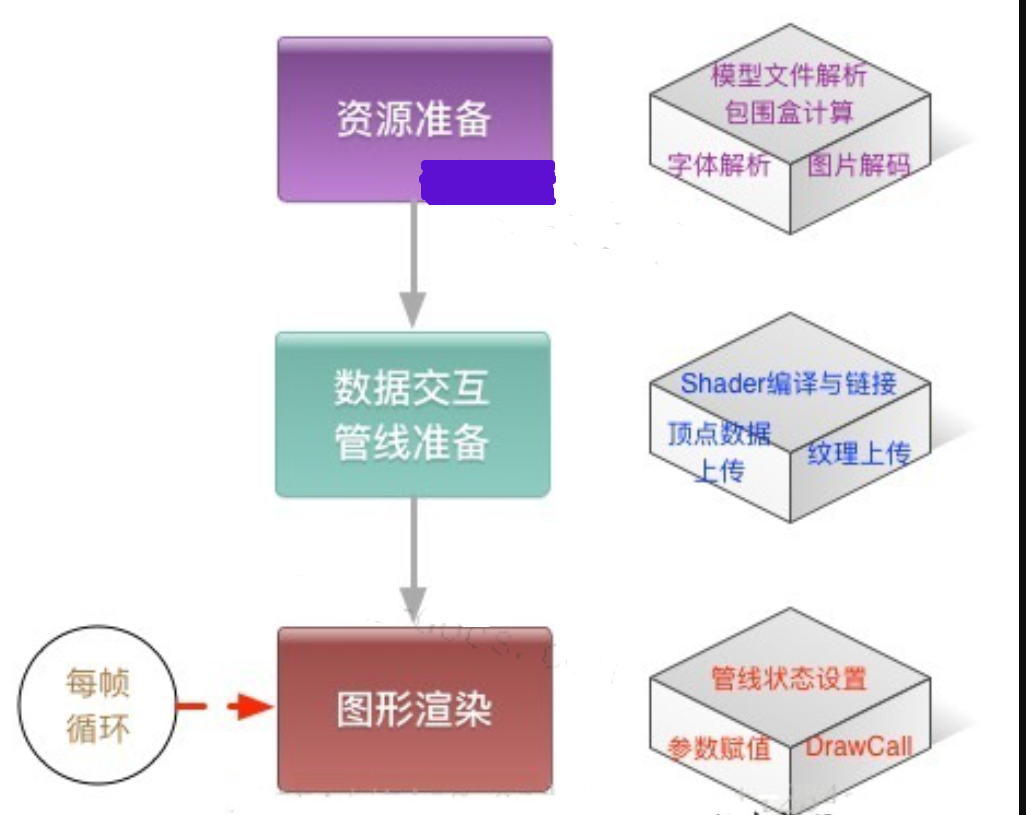 资源准备
模型文件解析
包围盒计算
字体解析
图片解码
数据交互
管线准备
Shader编译与链接
顶点数据
上传
纹理上传
每帧
循环
图形渲染
管线状态设置
参数赋值
DrawCall